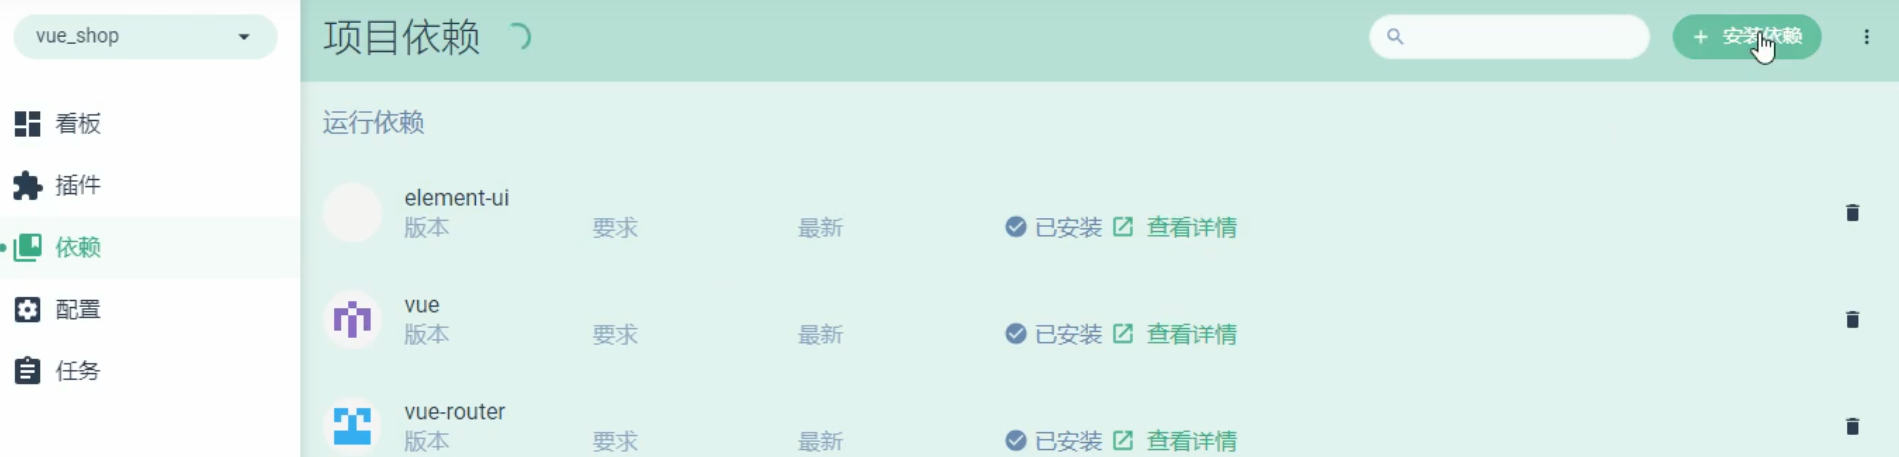 vue_shop
项目依赖
安装依赖
看板
插件
依赖
配置
任务
运行依赖
element-ui
版本 要求 最新 已安装 查看详情
vue
版本 要求 最新 已安装 查看详情
vue-router
版本 要求 最新 已安装 查看详情